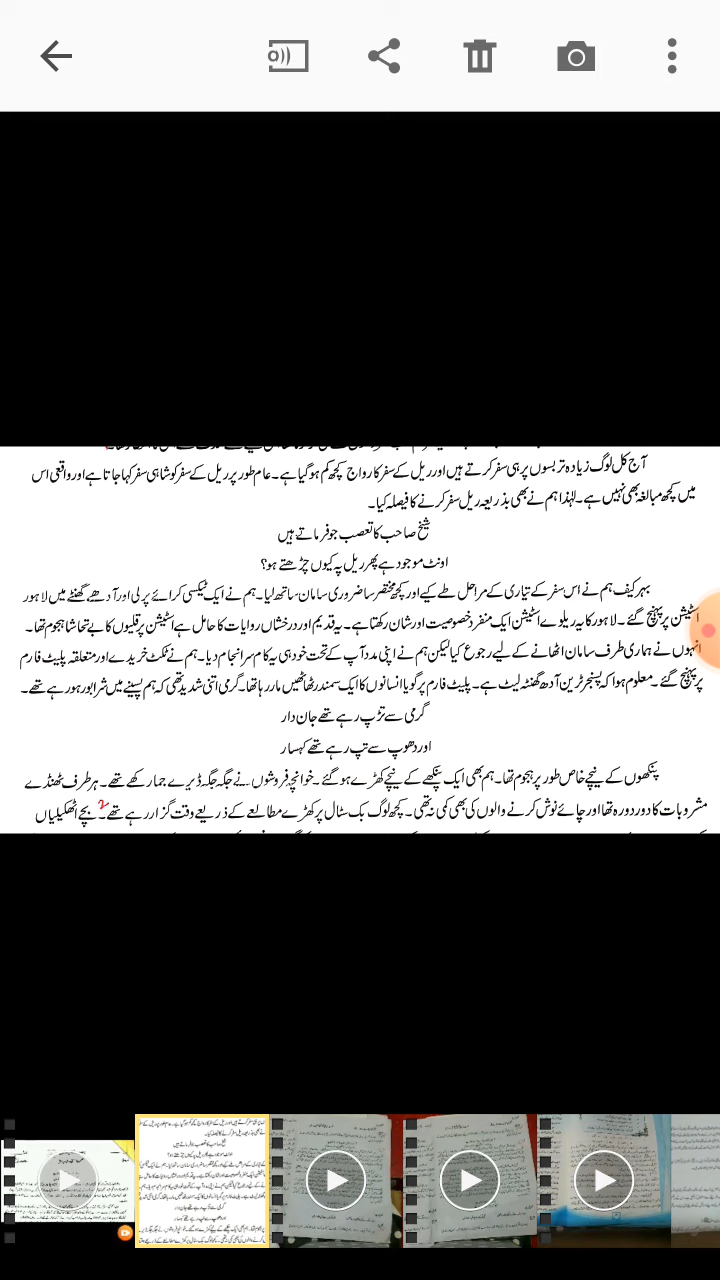 آج کل لوگ زیادہ تر بسوں پر ہی سفر کرتے ہیں اور ریل کے سفر کا رواج کچھ کم ہو گیا ہے۔ عام طور پر ریل کے سفر کو شاہی سفر کہا جاتا ہے اور واقعی اس
میں کچھ مبالغہ بھی نہیں ہے۔ لہٰذا ہم نے بھی بذریعہ ریل سفر کرنے کا فیصلہ کیا۔
شیخ صاحب کا تعصب جو فرماتے ہیں
اونٹ موجود ہے پھر ریل پہ کیوں چڑھتے ہو؟
بہر کیف ہم نے اس سفر کے تیاری کے مراحل طے کیے اور کچھ مختصر سا ضروری سامان ساتھ لیا۔ ہم نے ایک ٹیکسی کرائے پر لی اور آدھے گھنٹے میں لاہور
اسٹیشن پر پہنچ گئے۔ لاہور کا یہ ریلوے اسٹیشن ایک منفرد خصوصیت اور شان رکھتا ہے۔ یہ قدیم اور درخشاں روایات کا حامل ہے اسٹیشن پر قلیوں کا بے تحاشا ہجوم تھا۔
انہوں نے ہماری طرف سامان اٹھانے کے لیے رجوع کیا لیکن ہم نے اپنی مدد آپ کے تحت خود ہی یہ کام سرانجام دیا۔ ہم نے ٹکٹ خریدے اور متعلقہ پلیٹ فارم
پر پہنچ گئے۔ معلوم ہوا کہ پسنجر ٹرین آدھ گھنٹہ لیٹ ہے۔ پلیٹ فارم پر گویا انسانوں کا ایک سمندر ٹھاٹھیں مار رہا تھا۔ گرمی اتنی شدید تھی کہ ہم پسینے میں شرابور ہو رہے تھے۔
گرمی سے تڑپ رہے تھے جان دار
اور دھوپ سے تپ رہے تھے کہسار
پنکھوں کے نیچے خاص طور پر ہجوم تھا۔ ہم بھی ایک پنکھے کے نیچے کھڑے ہو گئے۔ خوانچہ فروشوں نے جگہ جگہ ڈیرے جما رکھے تھے۔ ہر طرف ٹھنڈے
مشروبات کا دور دورہ تھا اور چائے نوش کرنے والوں کی بھی کمی نہ تھی۔ کچھ لوگ بک سٹال پر کھڑے مطالعے کے ذریعے وقت گزار رہے تھے۔ 2 بچے اٹھکیلیاں